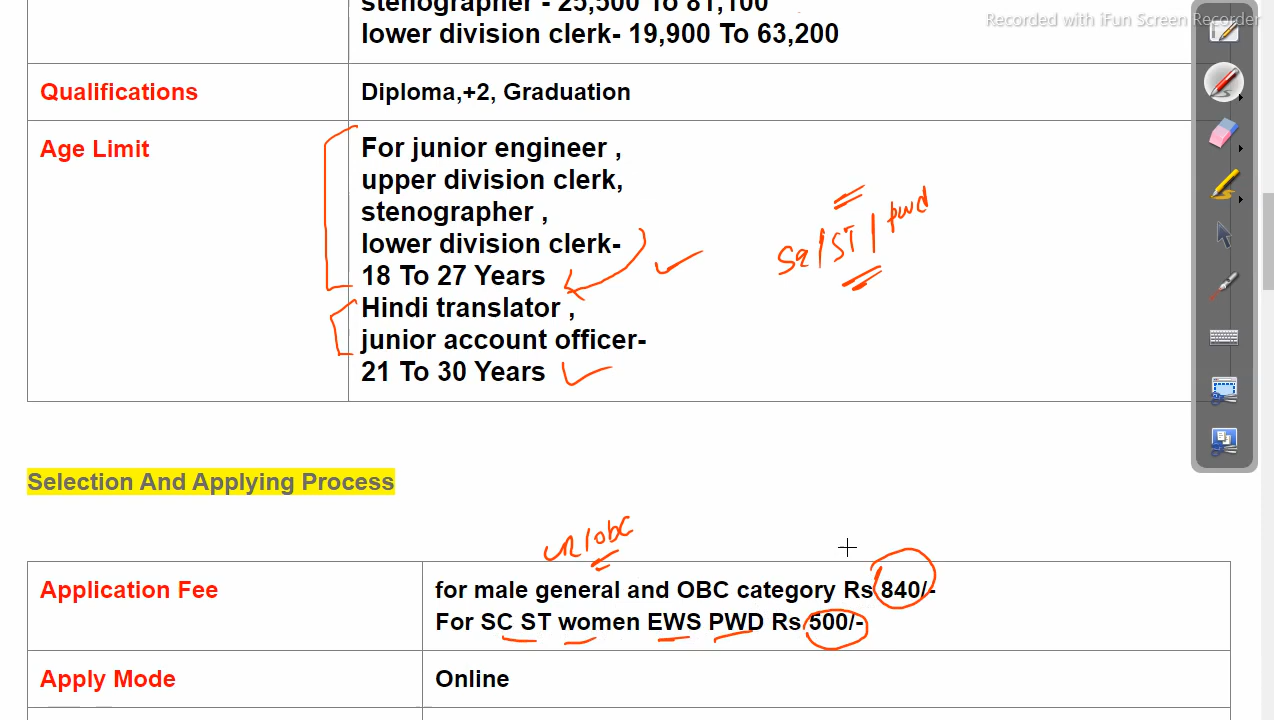 stenographer - 25,500 To 81,100
Recorded with iFun Screen Recorder
lower division clerk- 19,900 To 63,200
Qualifications
Diploma,+2, Graduation
Age Limit
For junior engineer ,
upper division clerk,
stenographer ,
lower division clerk-
18 To 27 Years
Hindi translator ,
junior account officer-
21 To 30 Years
ST / pwd
Selection And Applying Process
UR/obc
Application Fee
for male general and OBC category Rs 840/-
For SC ST women EWS PWD Rs 500/-
Apply Mode
Online